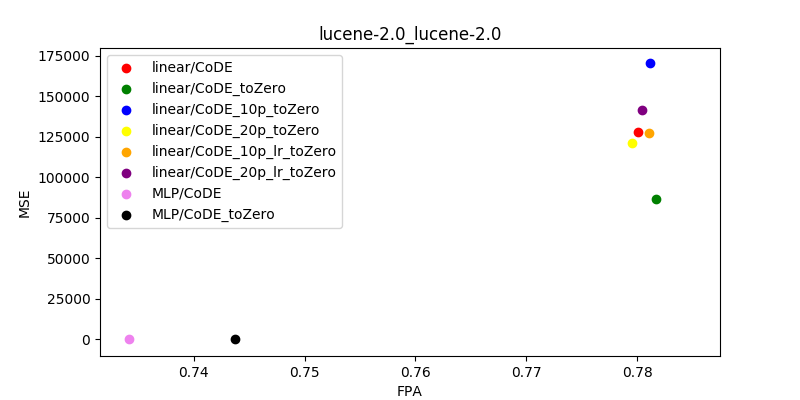 lucene-2.0_lucene-2.0
175000
150000
125000
100000
75000
50000
25000
0
MSE
linear/CoDE
linear/CoDE_toZero
linear/CoDE_10p_toZero
linear/CoDE_20p_toZero
linear/CoDE_10p_lr_toZero
linear/CoDE_20p_lr_toZero
MLP/CoDE
MLP/CoDE_toZero
0.74 0.75 0.76 0.77 0.78
FPA